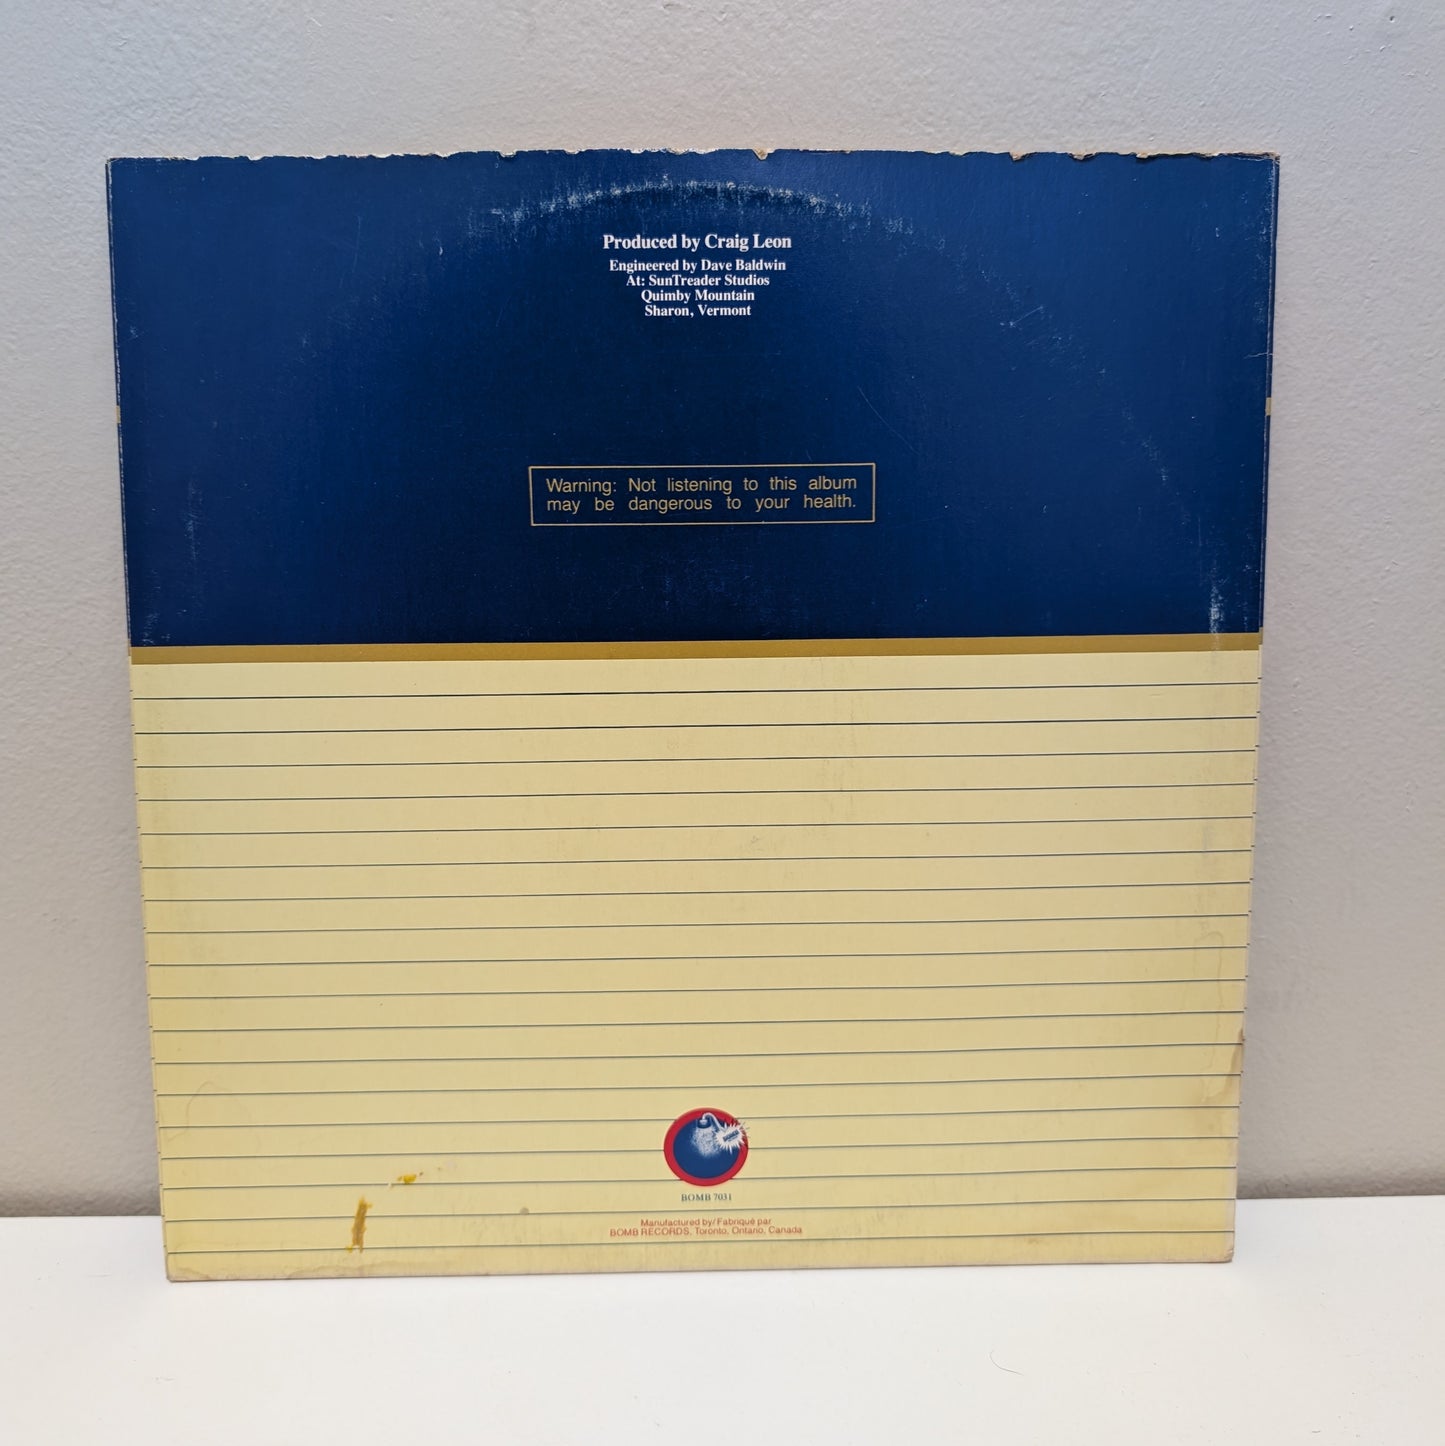 Produced by Craig Leon
Engineered by Dave Baldwin
At: SunTreader Studios
Quimby Mountain
Sharon, Vermont
Warning: Not listening to this album
may be dangerous to your health.
BOMB 7031
Manufactured by/Fabriqué par
BOMB RECORDS, Toronto, Ontario, Canada